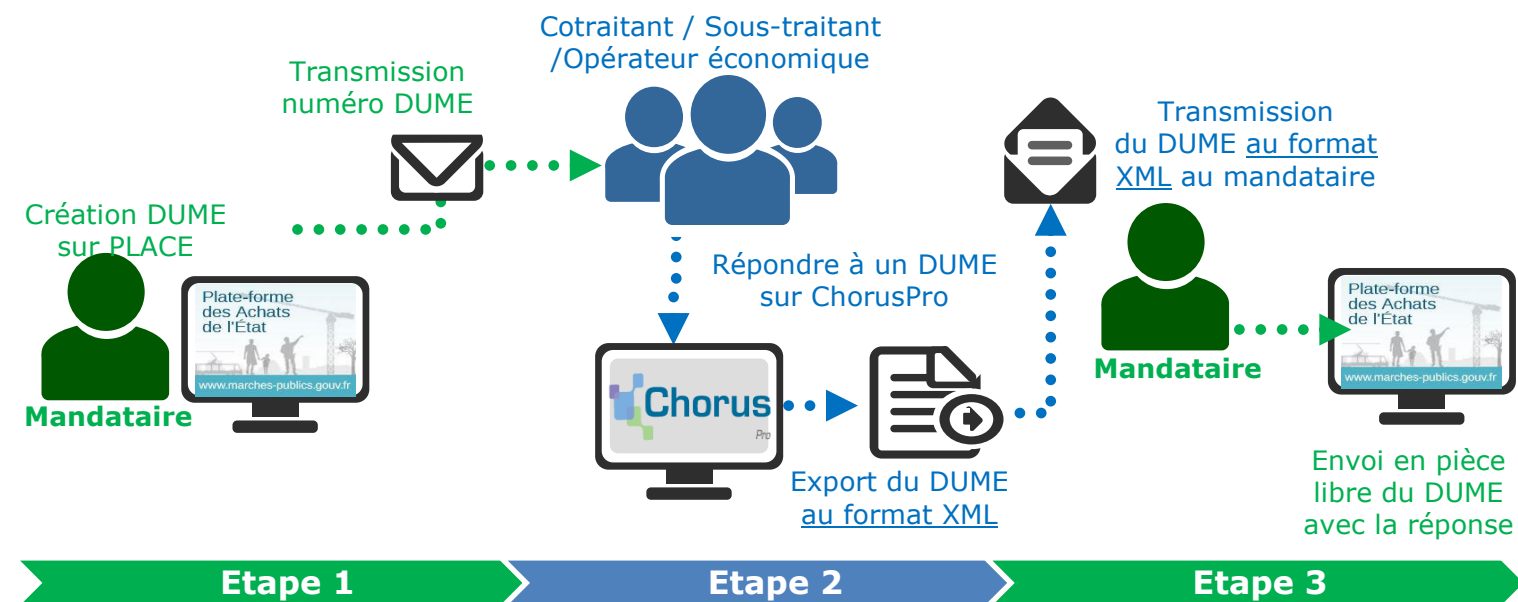 Cotraitant / Sous-traitant
/Opérateur économique
Transmission
numéro DUME
Transmission
du DUME au format
XML au mandataire
Création DUME
sur PLACE
Répondre à un DUME
sur ChorusPro
Plate-forme
des Achats
de l'État
www.marches-publics.gouv.fr
Mandataire
Chorus
Pro
Export du DUME
au format XML
Mandataire
Plate-forme
des Achats
de l'État
www.marches-publics.gouv.fr
Envoi en pièce
libre du DUME
avec la réponse
Etape 1
Etape 2
Etape 3